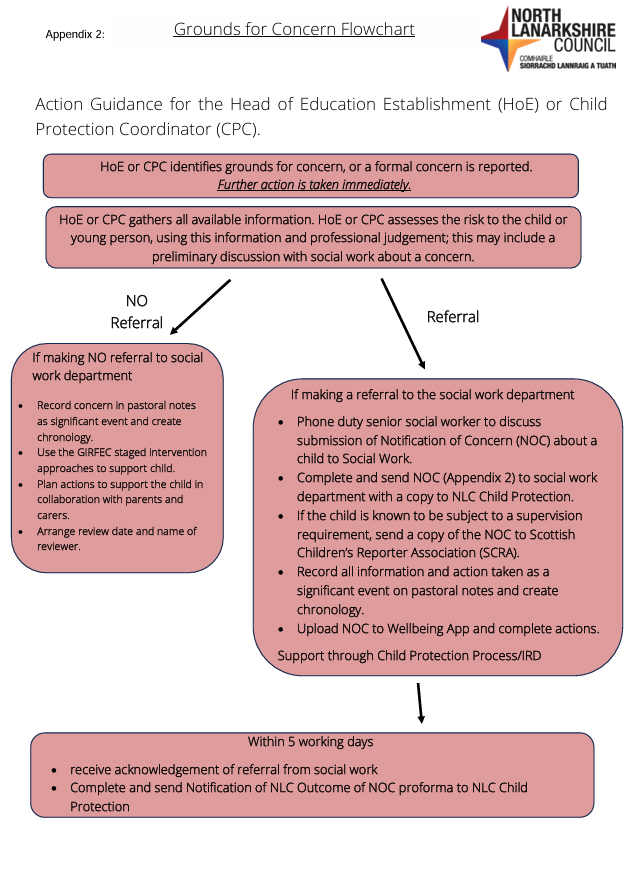 Appendix 2:
Grounds for Concern Flowchart
NORTH
LANARKSHIRE
COUNCIL
COMHAIRLE
SIORRACHD LANNRAIG A TUATH
Action Guidance for the Head of Education Establishment (HoE) or Child
Protection Coordinator (CPC).
HoE or CPC identifies grounds for concern, or a formal concern is reported.
Further action is taken immediately.
HoE or CPC gathers all available information. HoE or CPC assesses the risk to the child or
young person, using this information and professional judgement; this may include a
preliminary discussion with social work about a concern.
NO
Referral
Referral
If making NO referral to social
work department
• Record concern in pastoral notes
as significant event and create
chronology.
• Use the GIRFEC staged intervention
approaches to support child.
• Plan actions to support the child in
collaboration with parents and
carers.
• Arrange review date and name of
reviewer.
If making a referral to the social work department
• Phone duty senior social worker to discuss
submission of Notification of Concern (NOC) about a
child to Social Work.
• Complete and send NOC (Appendix 2) to social work
department with a copy to NLC Child Protection.
• If the child is known to be subject to a supervision
requirement, send a copy of the NOC to Scottish
Children's Reporter Association (SCRA).
• Record all information and action taken as a
significant event on pastoral notes and create
chronology.
• Upload NOC to Wellbeing App and complete actions.
Support through Child Protection Process/IRD
Within 5 working days
• receive acknowledgement of referral from social work
• Complete and send Notification of NLC Outcome of NOC proforma to NLC Child
Protection